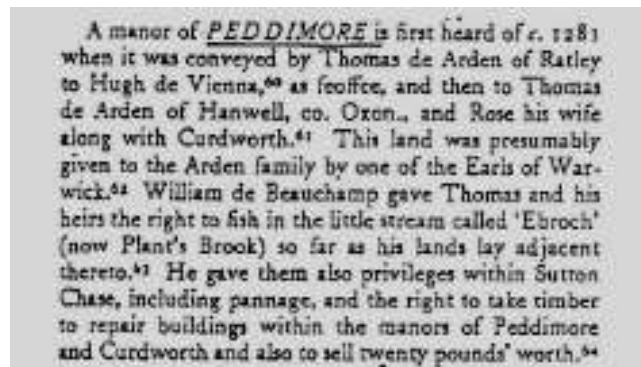 A manor of PEDDIMORE is first heard of c. 1281
when it was conveyed by Thomas de Arden of Ratley
to Hugh de Vienna,⁶⁰ as feoffee, and then to Thomas
de Arden of Hanwell, co. Oxon., and Rose his wife
along with Curdworth.⁶¹ This land was presumably
given to the Arden family by one of the Earls of War-
wick.⁶² William de Beauchamp gave Thomas and his
heirs the right to fish in the little stream called 'Ebroch'
(now Plant's Brook) so far as his lands lay adjacent
thereto.⁶³ He gave them also privileges within Sutton
Chase, including pannage, and the right to take timber
to repair buildings within the manors of Peddimore
and Curdworth and also to sell twenty pounds' worth.⁶⁴